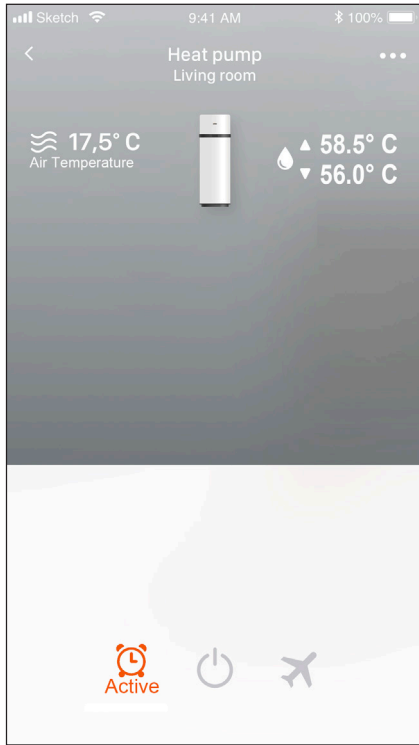 Sketch 9:41 AM 100%
Heat pump
Living room
17,5° C
Air Temperature
▲ 58.5° C
▼ 56.0° C
Active